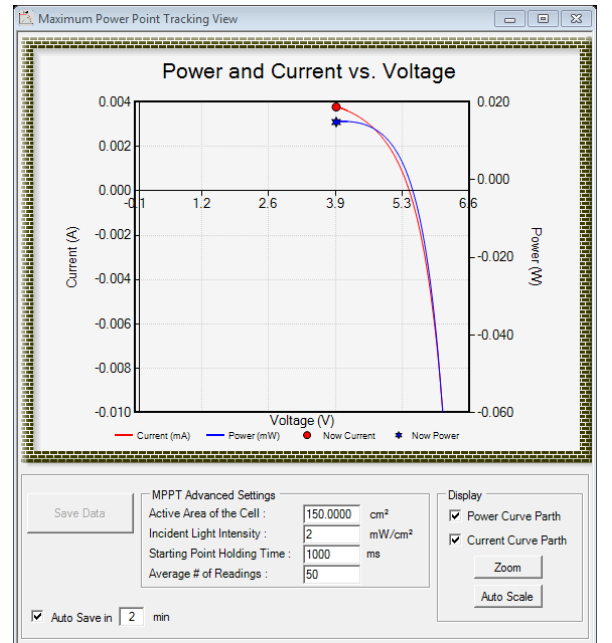 Maximum Power Point Tracking View
Power and Current vs. Voltage
0.004
0.002
0.000
-0.002
-0.004
-0.006
-0.008
-0.010
Current (A)
-0.1 1.2 2.6 3.9 5.3 6.6
0.020
0.000
-0.020
-0.040
-0.060
Power (W)
Voltage (V)
Current (mA) Power (mW) Now Current Now Power
Save Data
MPPT Advanced Settings
Active Area of the Cell : 150.0000 cm²
Incident Light Intensity : 2 mW/cm²
Starting Point Holding Time : 1000 ms
Average # of Readings : 50
Display
Power Curve Parth
Current Curve Parth
Zoom
Auto Scale
Auto Save in 2 min